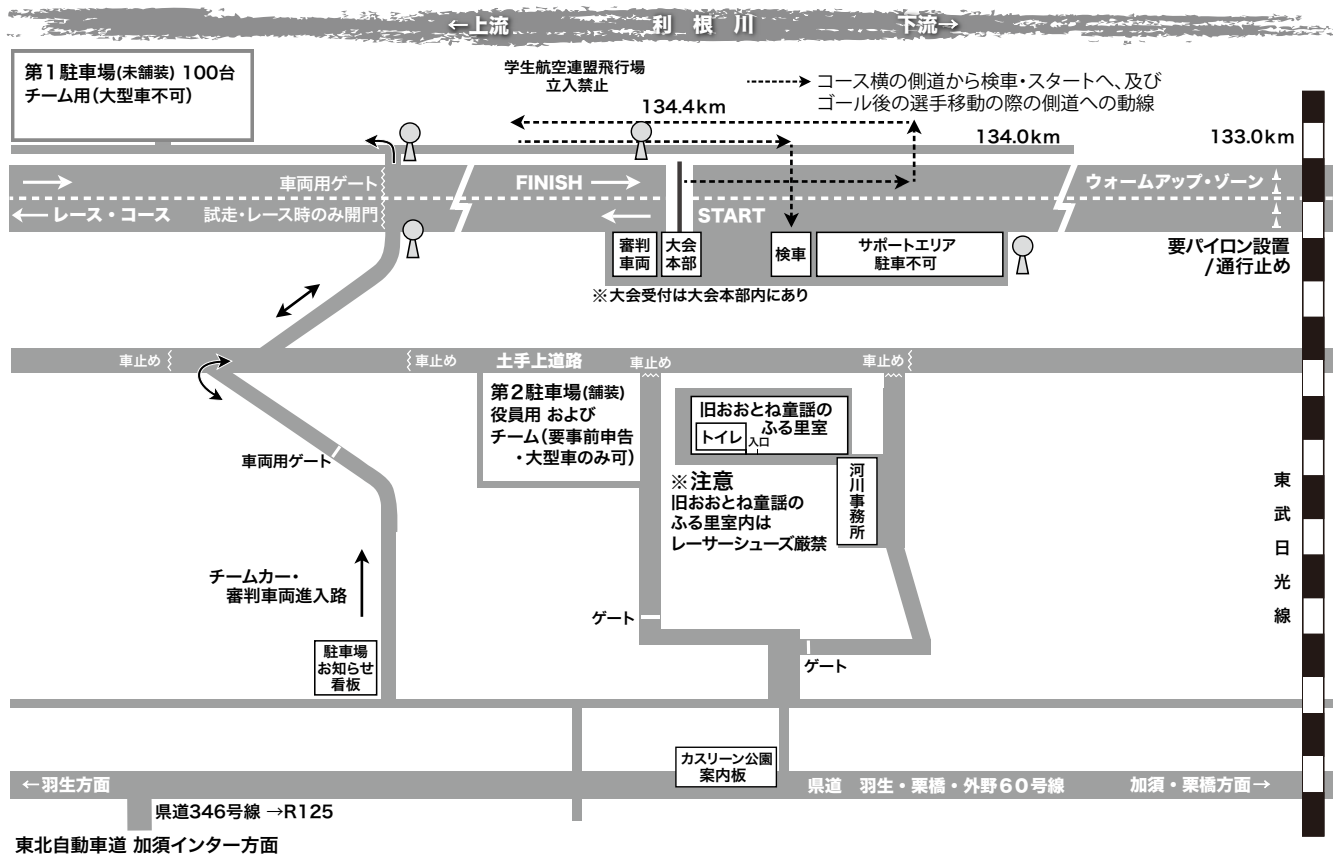 ←上流
利根川
下流→
第1駐車場(未舗装) 100台
チーム用(大型車不可)
学生航空連盟飛行場
立入禁止
コース横の側道から検車・スタートへ、及び
ゴール後の選手移動の際の側道への動線
134.4km
134.0km
133.0km
車両用ゲート
FINISH
ウォームアップ・ゾーン
レース・コース
試走・レース時のみ開門
START
審判
車両
大会
本部
検車
サポートエリア
駐車不可
要パイロン設置
/通行止め
※大会受付は大会本部内にあり
車止め
車止め
土手上道路
車止め
車止め
第2駐車場(舗装)
役員用 および
チーム(要事前申告
・大型車のみ可)
旧おおとね童謡の
ふる里室
トイレ
入口
車両用ゲート
※注意
旧おおとね童謡の
ふる里室内は
レーサーシューズ厳禁
河川事務所
東武日光線
チームカー・
審判車両進入路
ゲート
駐車場
お知らせ
看板
ゲート
カスリーン公園
案内板
←羽生方面
県道 羽生・栗橋・外野60号線
加須・栗橋方面→
県道346号線 →R125
東北自動車道 加須インター方面